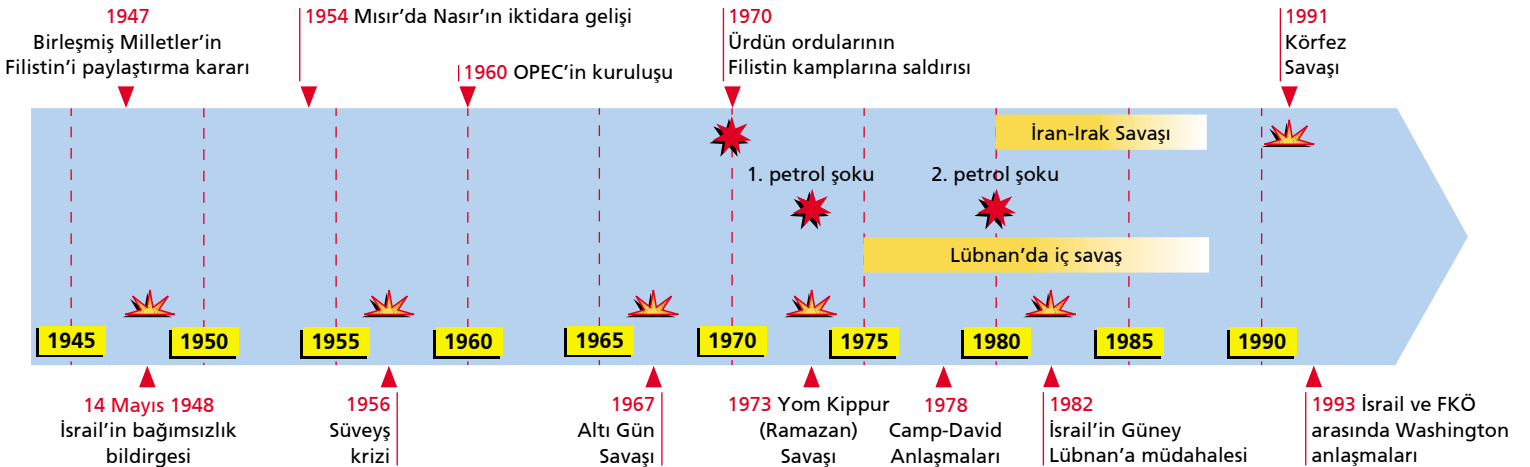 1947
Birleşmiş Milletler’in
Filistin’i paylaştırma kararı
1954 Mısır’da Nasır’ın iktidara gelişi
1960 OPEC’in kuruluşu
1970
Ürdün ordularının
Filistin kamplarına saldırısı
1991
Körfez
Savaşı
İran-Irak Savaşı
1. petrol şoku
2. petrol şoku
Lübnan’da iç savaş
1945
1950
1955
1960
1965
1970
1975
1980
1985
1990
14 Mayıs 1948
İsrail’in bağımsızlık
bildirgesi
1956
Süveyş
krizi
1967
Altı Gün
Savaşı
1973 Yom Kippur
(Ramazan)
Savaşı
1978
Camp-David
Anlaşmaları
1982
İsrail’in Güney
Lübnan’a müdahalesi
1993 İsrail ve FKÖ
arasında Washington
anlaşmaları